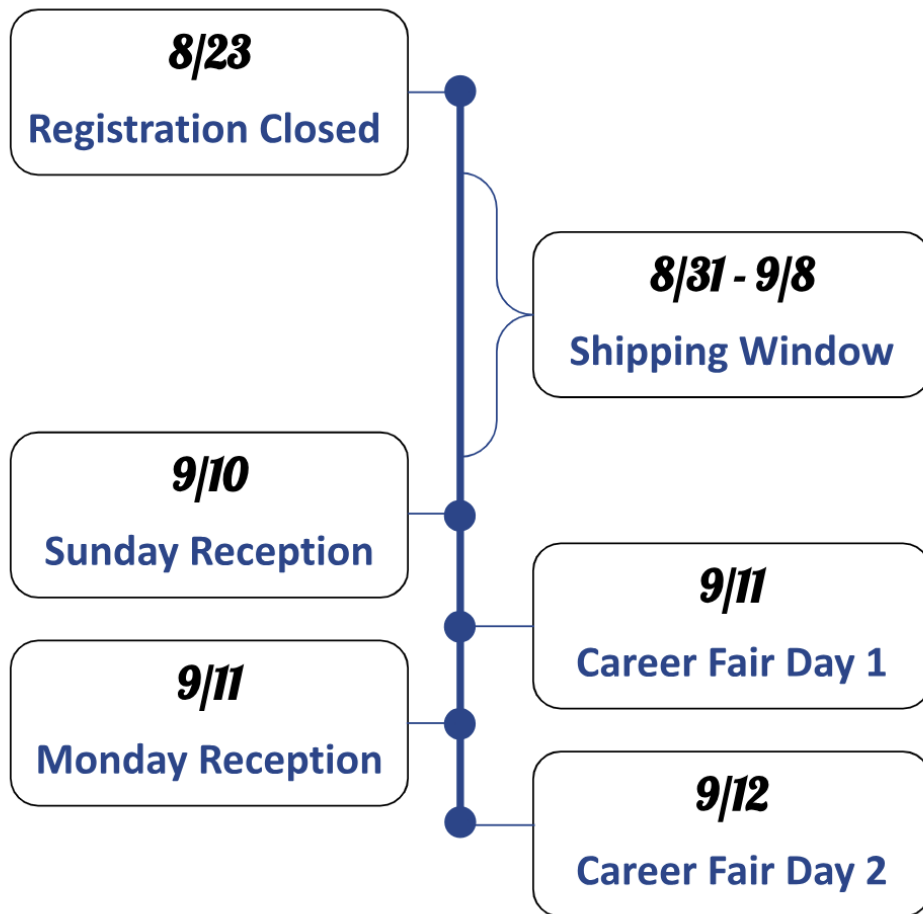 8/23
Registration Closed
8/31 - 9/8
Shipping Window
9/10
Sunday Reception
9/11
Career Fair Day 1
9/11
Monday Reception
9/12
Career Fair Day 2